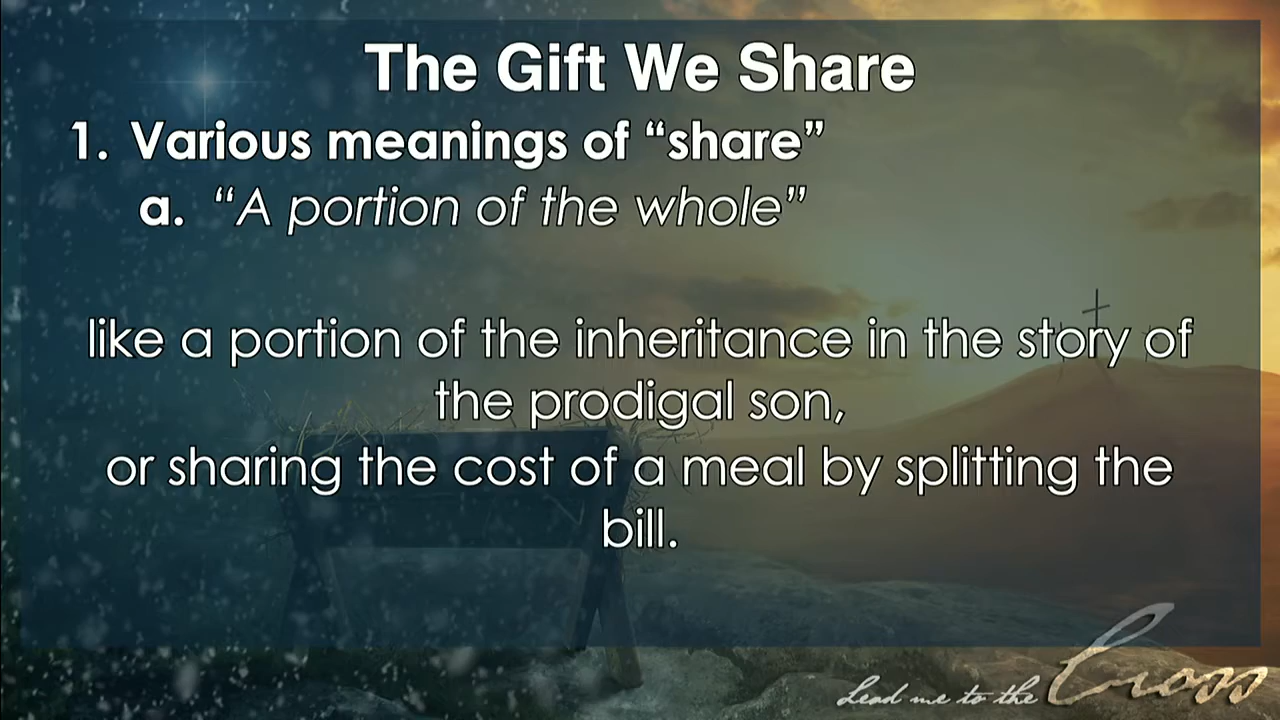 The Gift We Share
1. Various meanings of “share”
a. “A portion of the whole”
like a portion of the inheritance in the story of
the prodigal son,
or sharing the cost of a meal by splitting the
bill.
Lead me to the Cross